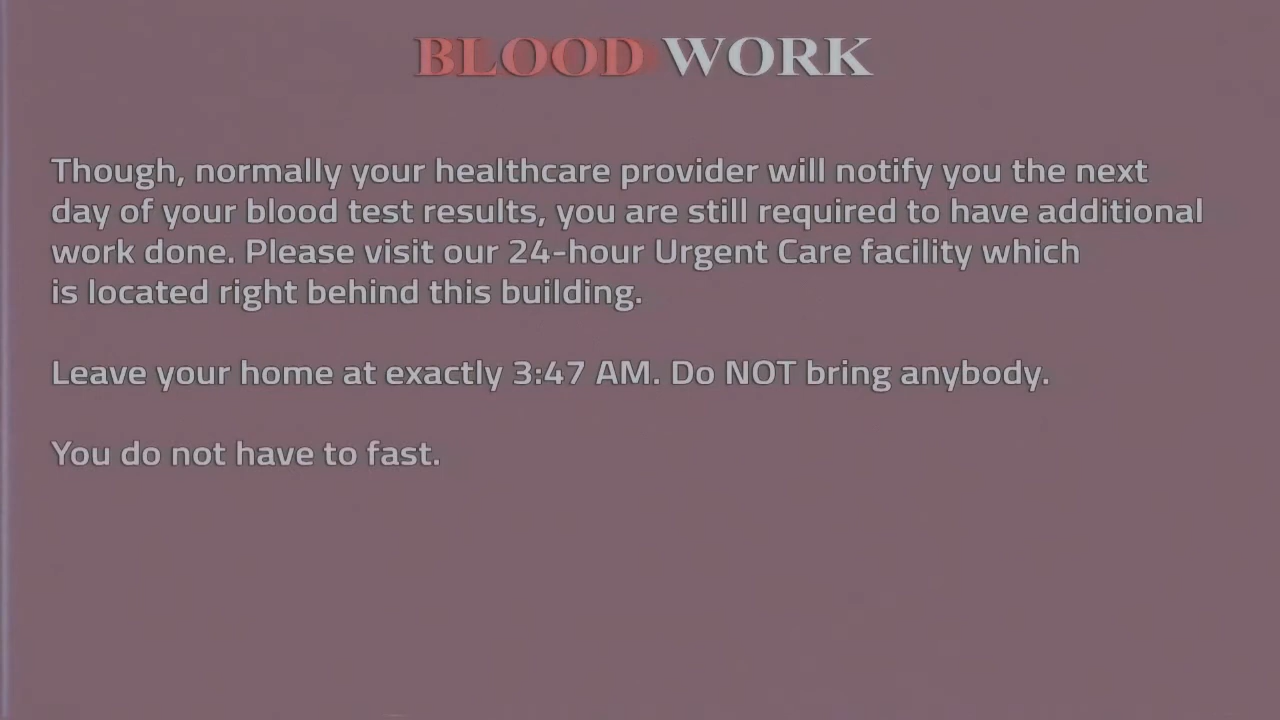 BLOOD WORK
Though, normally your healthcare provider will notify you the next
day of your blood test results, you are still required to have additional
work done. Please visit our 24-hour Urgent Care facility which
is located right behind this building.
Leave your home at exactly 3:47 AM. Do NOT bring anybody.
You do not have to fast.